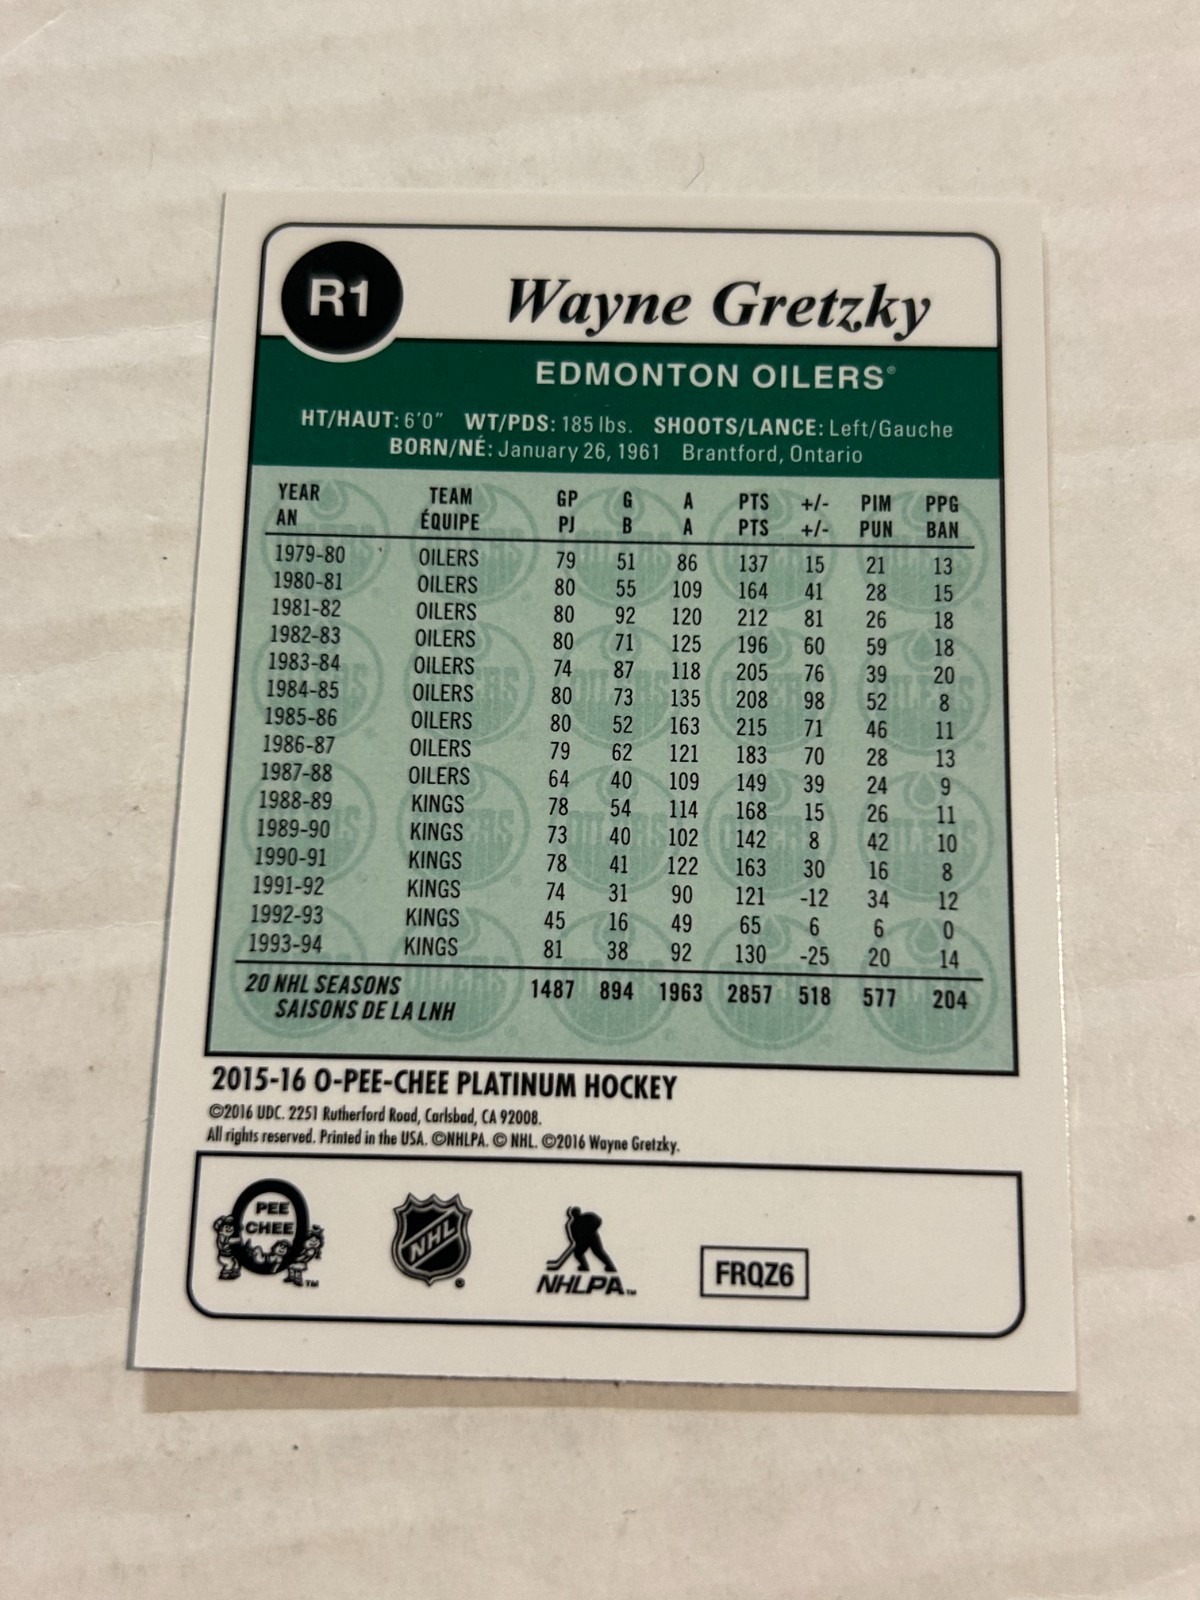 R1
Wayne Gretzky
EDMONTON OILERS®
HT/HAUT: 6'0" WT/PDS: 185 lbs. SHOOTS/LANCE: Left/Gauche
BORN/NÉ: January 26, 1961 Brantford, Ontario
YEAR TEAM GP G A PTS +/- PIM PPG
AN ÉQUIPE PJ B A PTS +/- PUN BAN
1979-80 OILERS 79 51 86 137 15 21 13
1980-81 OILERS 80 55 109 164 41 28 15
1981-82 OILERS 80 92 120 212 81 26 18
1982-83 OILERS 80 71 125 196 60 59 18
1983-84 OILERS 74 87 118 205 76 39 20
1984-85 OILERS 80 73 135 208 98 52 8
1985-86 OILERS 80 52 163 215 71 46 11
1986-87 OILERS 79 62 121 183 70 28 13
1987-88 OILERS 64 40 109 149 39 24 9
1988-89 KINGS 78 54 114 168 15 26 11
1989-90 KINGS 73 40 102 142 8 42 10
1990-91 KINGS 78 41 122 163 30 16 8
1991-92 KINGS 74 31 90 121 -12 34 12
1992-93 KINGS 45 16 49 65 6 6 0
1993-94 KINGS 81 38 92 130 -25 20 14
20 NHL SEASONS 1487 894 1963 2857 518 577 204
SAISONS DE LA LNH
2015-16 O-PEE-CHEE PLATINUM HOCKEY
©2016 UDC. 2251 Rutherford Road, Carlsbad, CA 92008.
All rights reserved. Printed in the USA. ©NHLPA. © NHL. ©2016 Wayne Gretzky.
PEE
CHEE
™
NHL
®
NHLPA™
FRQZ6